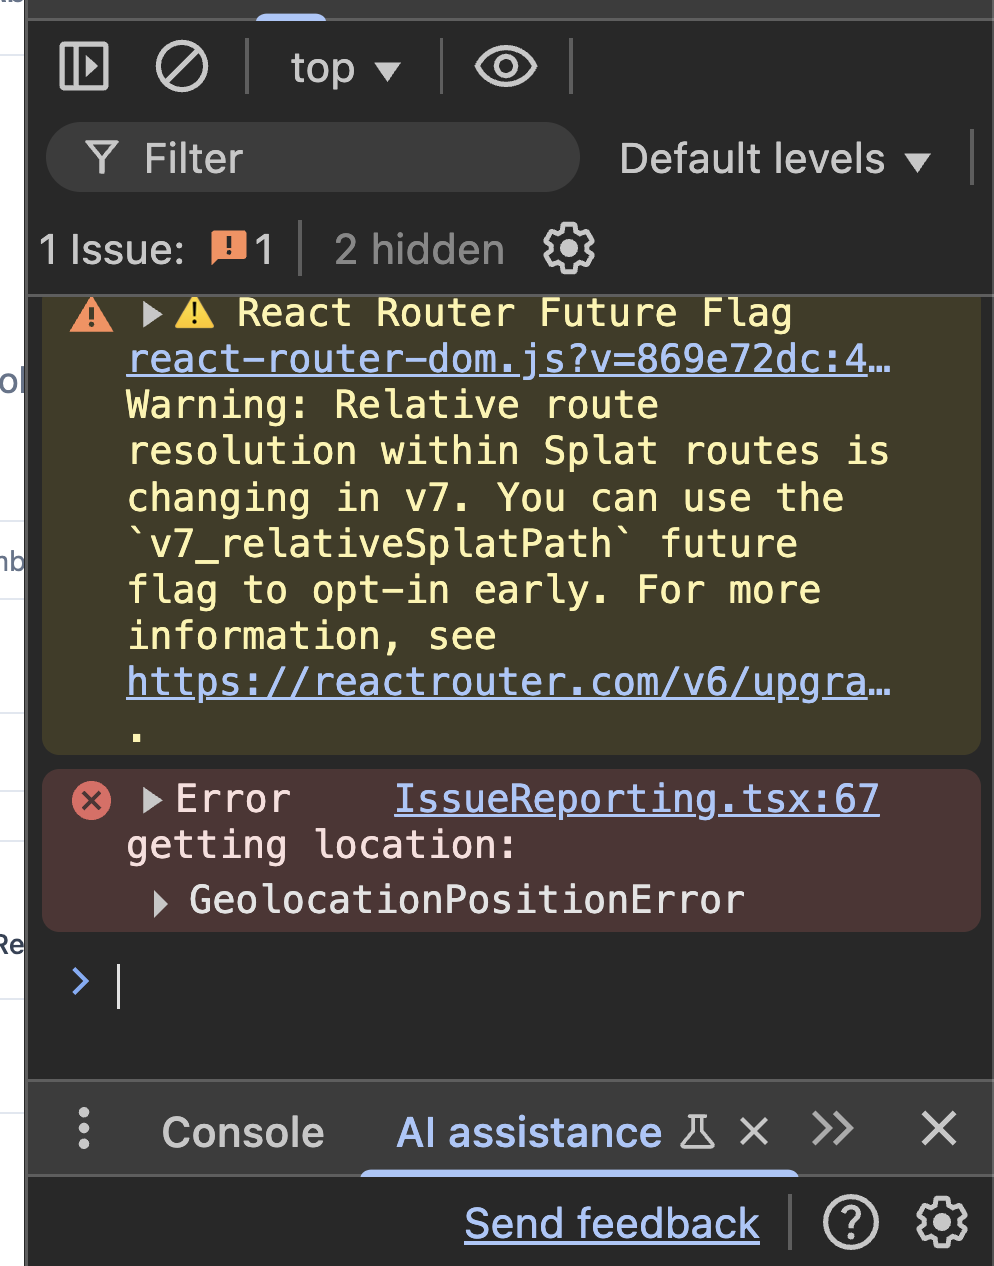 top
Filter
Default levels
1 Issue: 1 2 hidden
React Router Future Flag
react-router-dom.js?v=869e72dc:4…
Warning: Relative route
resolution within Splat routes is
changing in v7. You can use the
`v7_relativeSplatPath` future
flag to opt-in early. For more
information, see
https://reactrouter.com/v6/upgra…
.
Error IssueReporting.tsx:67
getting location:
GeolocationPositionError
Console AI assistance
Send feedback
Re